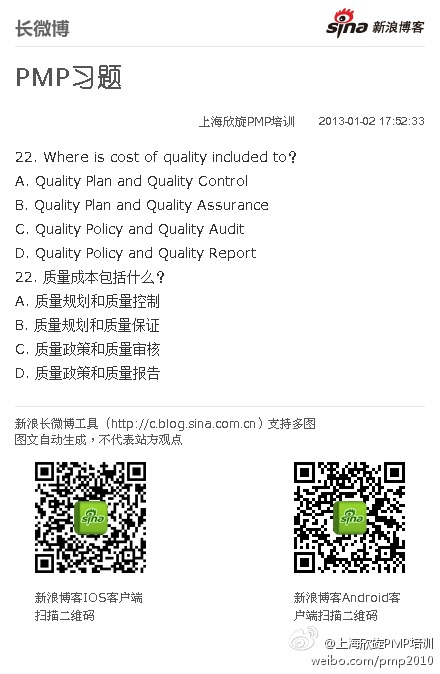 长微博
sina 新浪博客
PMP习题
上海欣旋PMP培训 2013-01-02 17:52:33
22. Where is cost of quality included to?
A. Quality Plan and Quality Control
B. Quality Plan and Quality Assurance
C. Quality Policy and Quality Audit
D. Quality Policy and Quality Report
22. 质量成本包括什么?
A. 质量规划和质量控制
B. 质量规划和质量保证
C. 质量政策和质量审核
D. 质量政策和质量报告
新浪长微博工具（http://c.blog.sina.com.cn）支持多图
图文自动生成，不代表站方观点
sina
sina
新浪博客IOS客户端
扫描二维码
新浪博客Android客
户端扫描二维码
@上海欣旋PMP培训
weibo.com/pmp2010